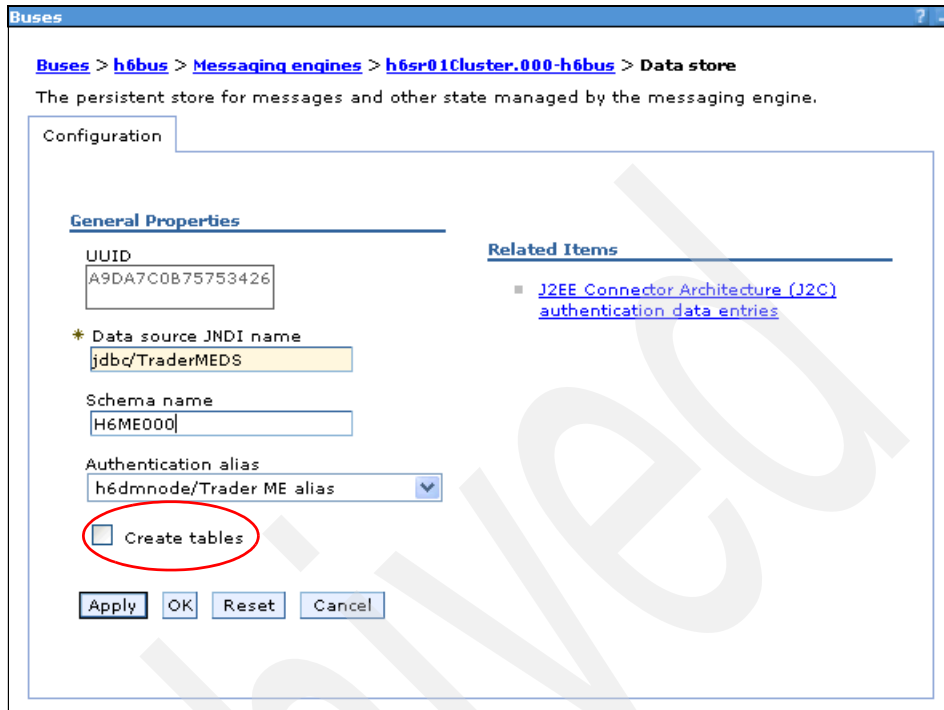 Buses ? -
Buses > h6bus > Messaging engines > h6sr01Cluster.000-h6bus > Data store
The persistent store for messages and other state managed by the messaging engine.
Configuration
General Properties
UUID
A9DA7C0B75753426
* Data source JNDI name
jdbc/TraderMEDS
Schema name
H6ME000
Authentication alias
h6dmnode/Trader ME alias
Create tables
Apply OK Reset Cancel
Related Items
J2EE Connector Architecture (J2C)
authentication data entries
hived